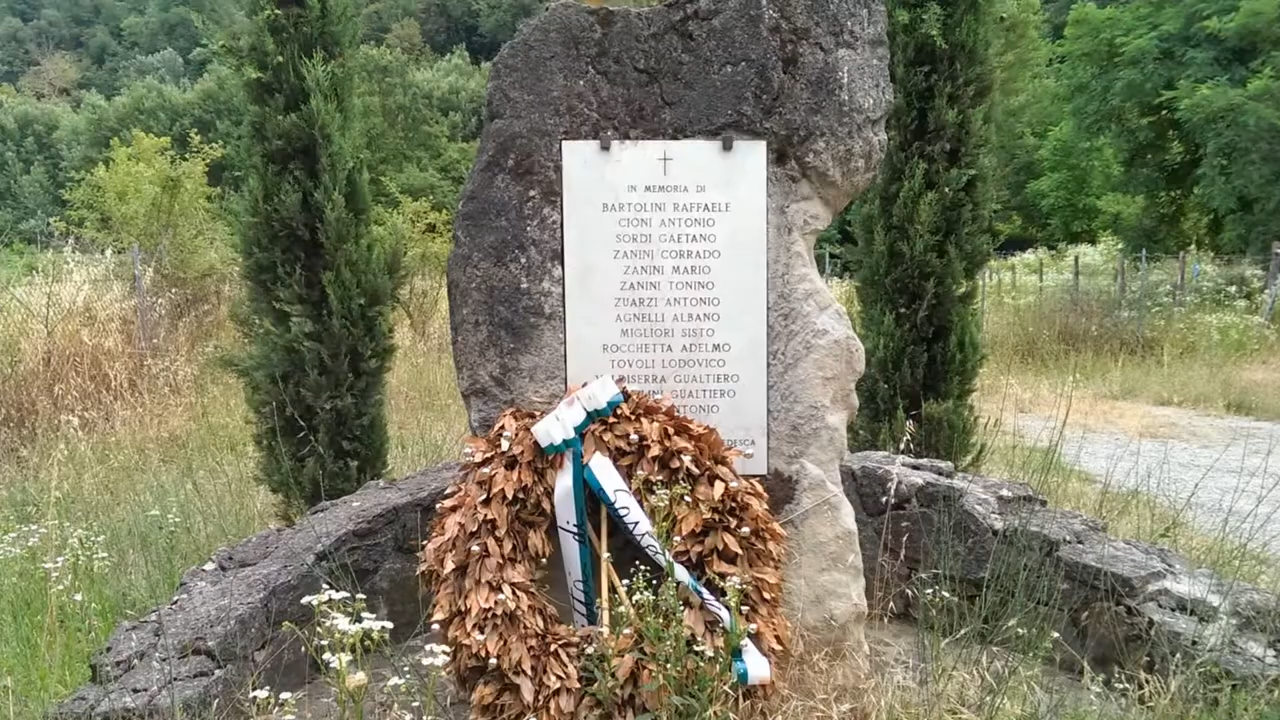 IN MEMORIA DI
BARTOLINI RAFFAELE
CIONI ANTONIO
SORDI GAETANO
ZANINI CORRADO
ZANINI MARIO
ZANINI TONINO
ZUARZI ANTONIO
AGNELLI ALBANO
MIGLIORI SISTO
ROCCHETTA ADELMO
TOVOLI LODOVICO
GUALTIERO
GUALTIERO
di